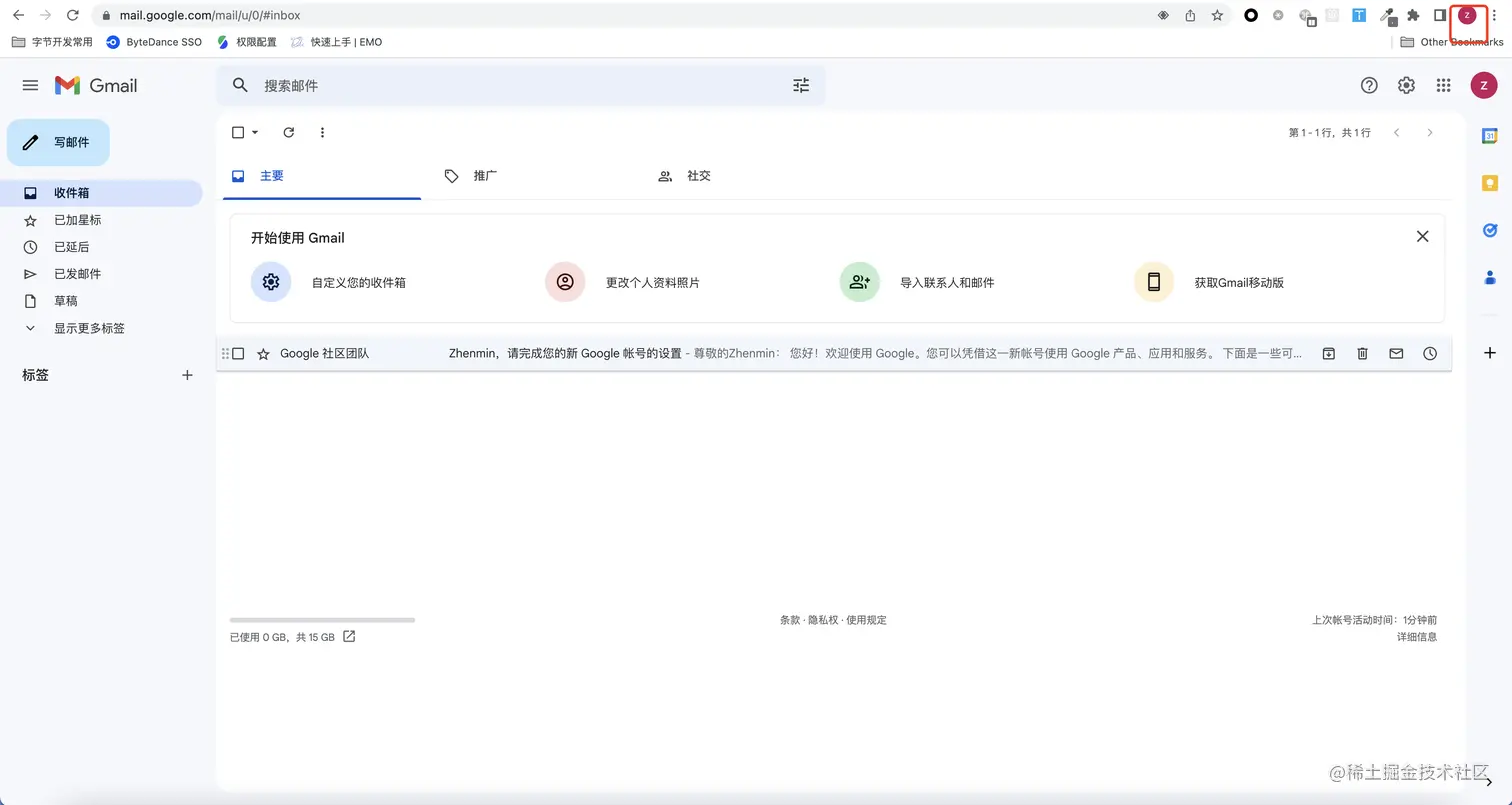 mail.google.com/mail/u/0/#inbox
Z
字节开发常用 ByteDance SSO 权限配置 快速上手 | EMO Other Bookmarks
Gmail 搜索邮件 Z
写邮件
第 1-1 行，共 1 行
31
主要 推广 社交
收件箱
已加星标
已延后
已发邮件
草稿
显示更多标签
标签
开始使用 Gmail
自定义您的收件箱 更改个人资料照片 导入联系人和邮件 获取Gmail移动版
Google 社区团队 Zhenmin，请完成您的新 Google 帐号的设置 - 尊敬的Zhenmin： 您好！欢迎使用 Google。您可以凭借这一新帐号使用 Google 产品、应用和服务。 下面是一些可...
已使用 0 GB，共 15 GB
条款 · 隐私权 · 使用规定
上次帐号活动时间：1分钟前
详细信息
@稀土掘金技术社区